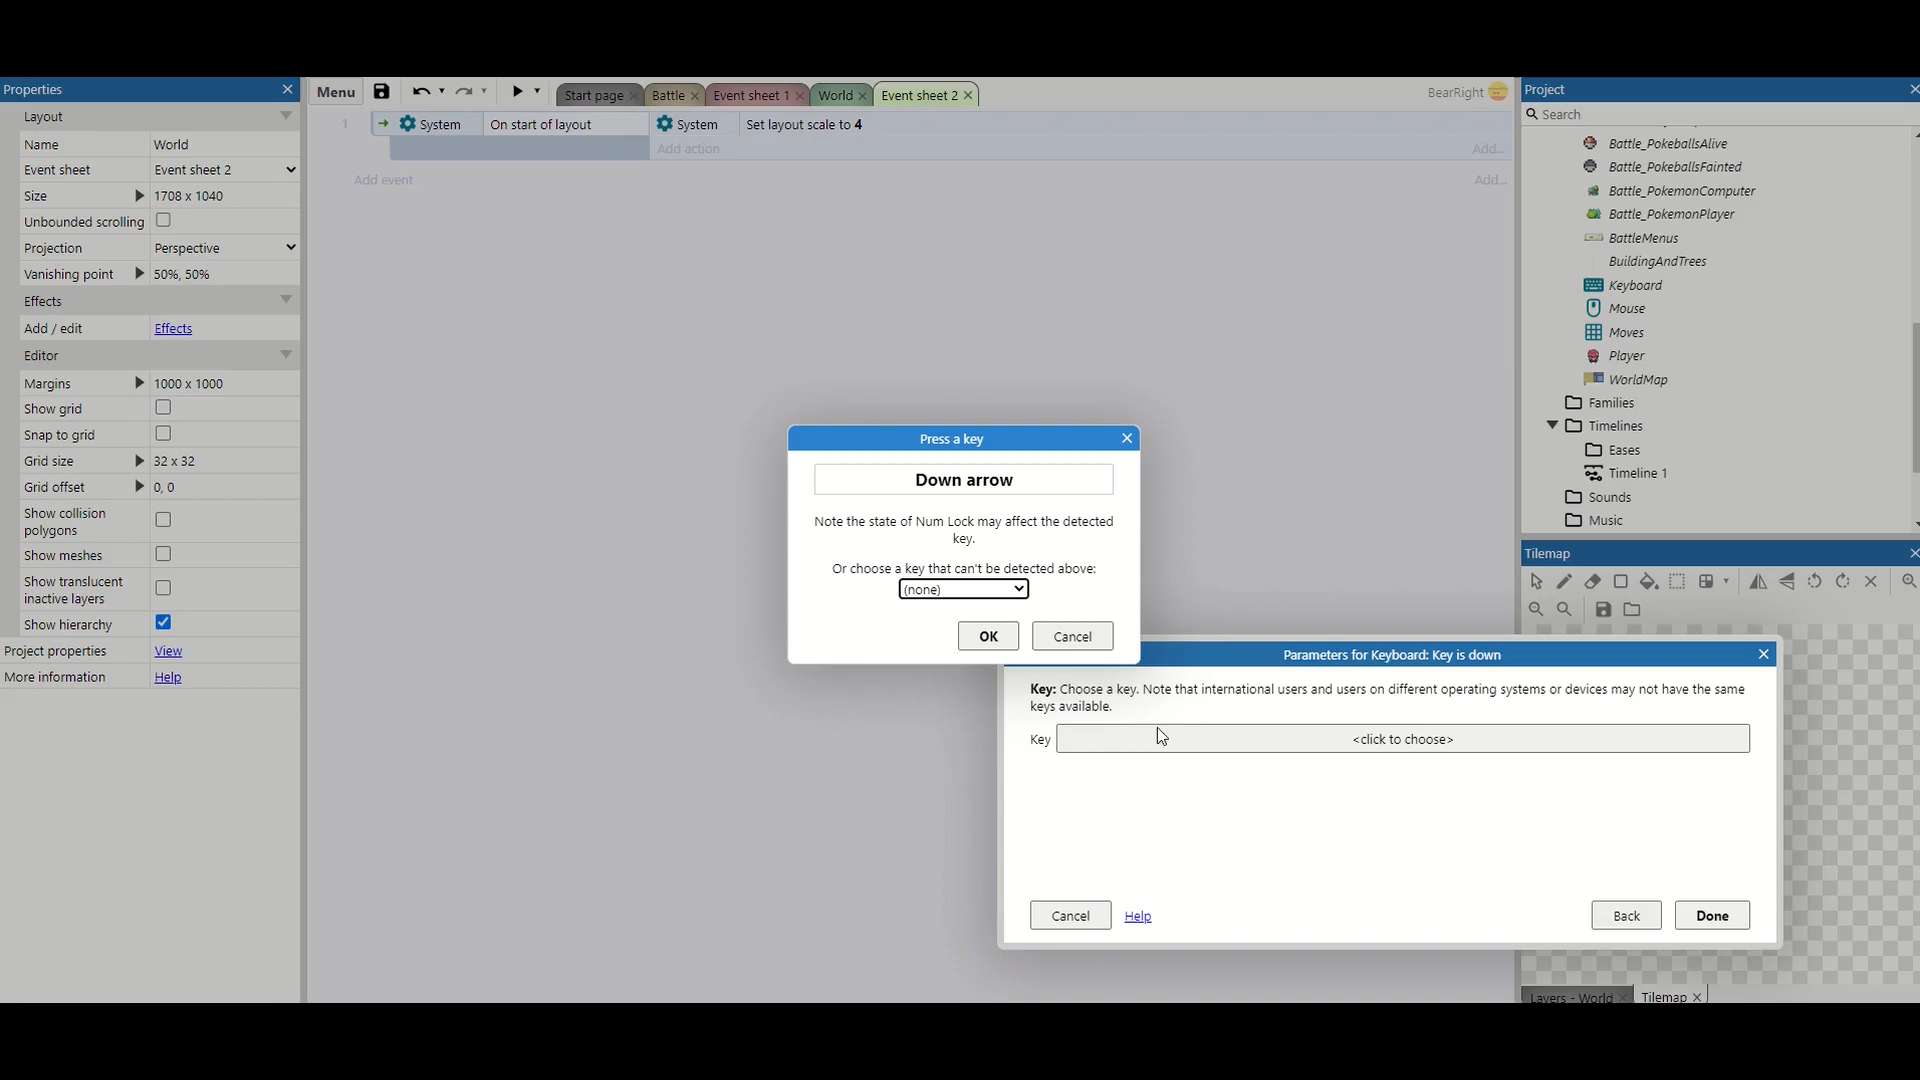 Properties
Layout
Name World
Event sheet Event sheet 2
Size 1708 x 1040
Unbounded scrolling
Projection Perspective
Vanishing point 50%, 50%
Effects
Add / edit Effects
Editor
Margins 1000 x 1000
Show grid
Snap to grid
Grid size 32 x 32
Grid offset 0, 0
Show collision
polygons
Show meshes
Show translucent
inactive layers
Show hierarchy
Project properties View
More information Help
Menu
Start page Battle Event sheet 1 World Event sheet 2
BearRight
1 System On start of layout System Set layout scale to 4
Add action Add...
Add event Add...
Press a key
Down arrow
Note the state of Num Lock may affect the detected
key.
Or choose a key that can't be detected above:
(none)
OK Cancel
Parameters for Keyboard: Key is down
Key: Choose a key. Note that international users and users on different operating systems or devices may not have the same
keys available.
Key <click to choose>
Cancel Help Back Done
Project
Search
Battle_PokeballsAlive
Battle_PokeballsFainted
Battle_PokemonComputer
Battle_PokemonPlayer
BattleMenus
BuildingAndTrees
Keyboard
Mouse
Moves
Player
WorldMap
Families
Timelines
Eases
Timeline 1
Sounds
Music
Tilemap
Layers - World Tilemap